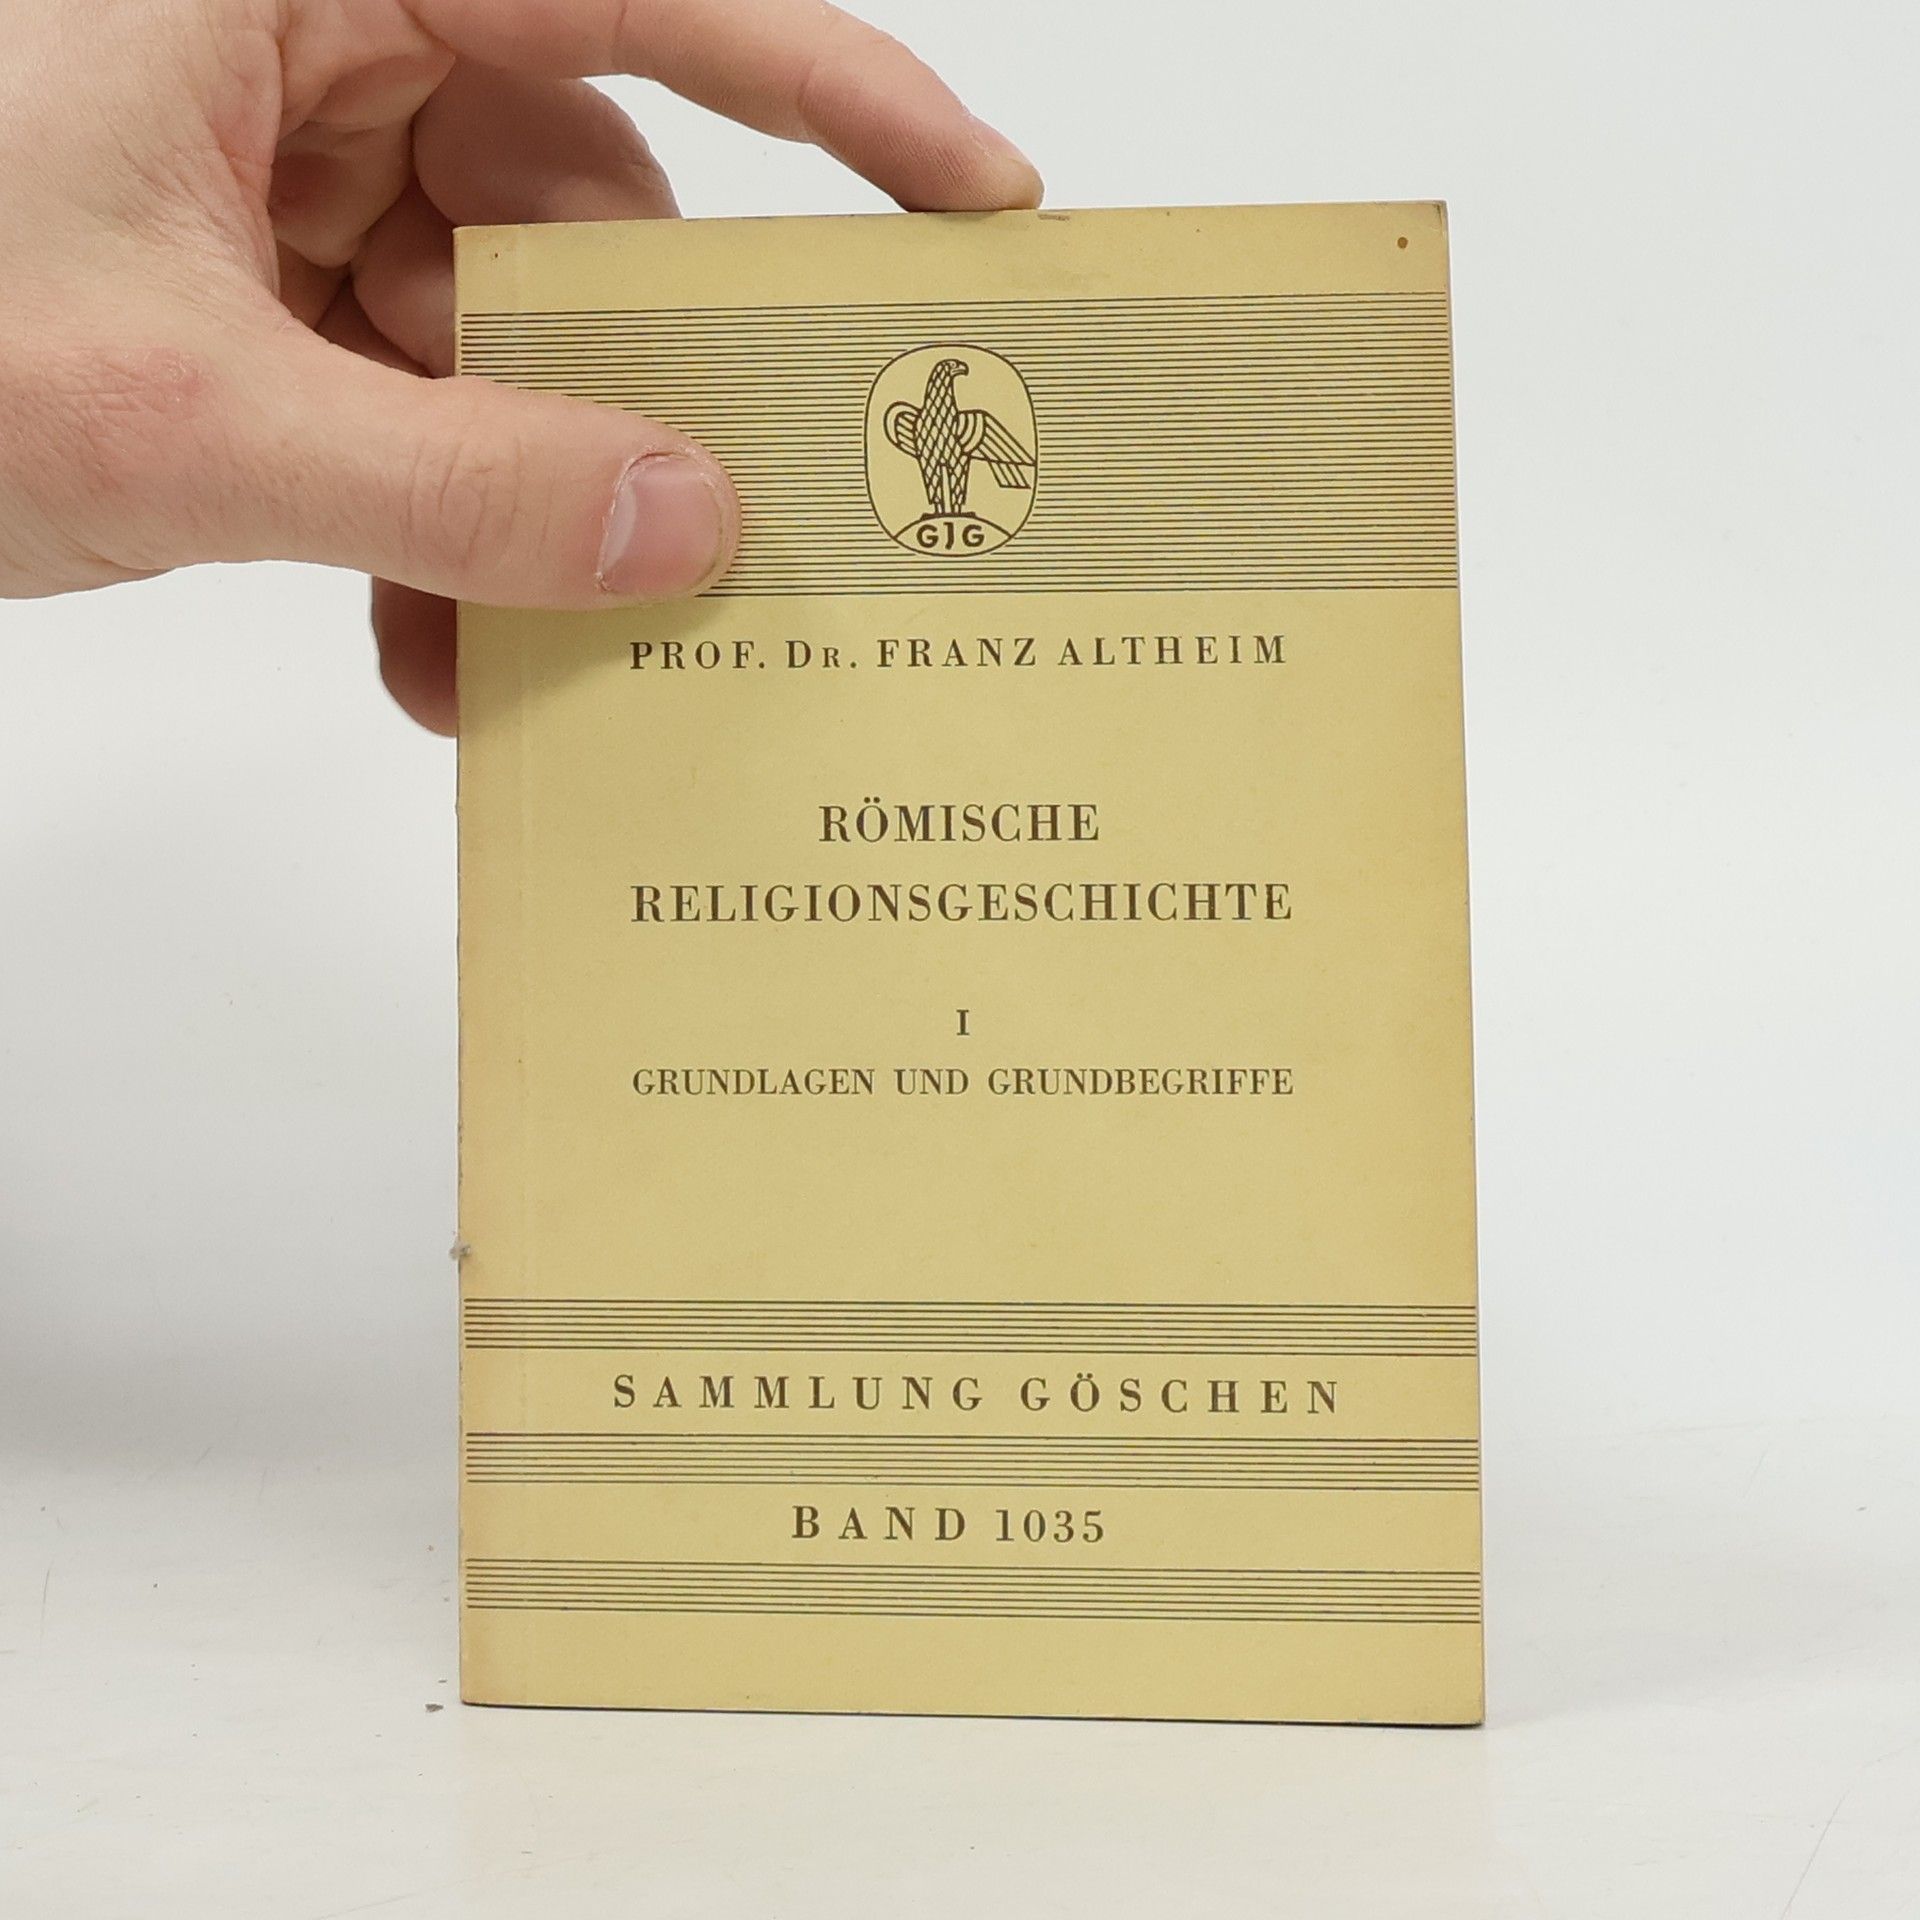 GJG
PROF. DR. FRANZ ALTHEIM
RÖMISCHE
RELIGIONSGESCHICHTE
I
GRUNDLAGEN UND GRUNDBEGRIFFE
SAMMLUNG GÖSCHEN
BAND 1035